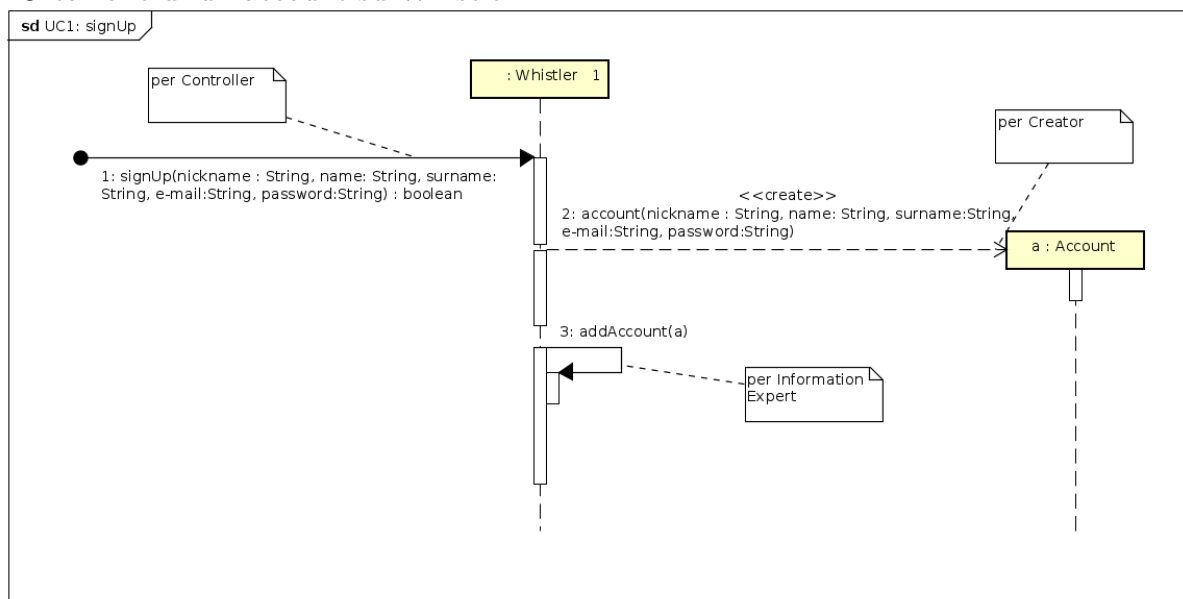 sd UC1: signUp
per Controller
: Whistler 1
per Creator
1: signUp(nickname : String, name: String, surname:
String, e-mail:String, password:String) : boolean
<<create>>
2: account(nickname : String, name: String, surname:String,
e-mail:String, password:String)
a : Account
3: addAccount(a)
per Information
Expert